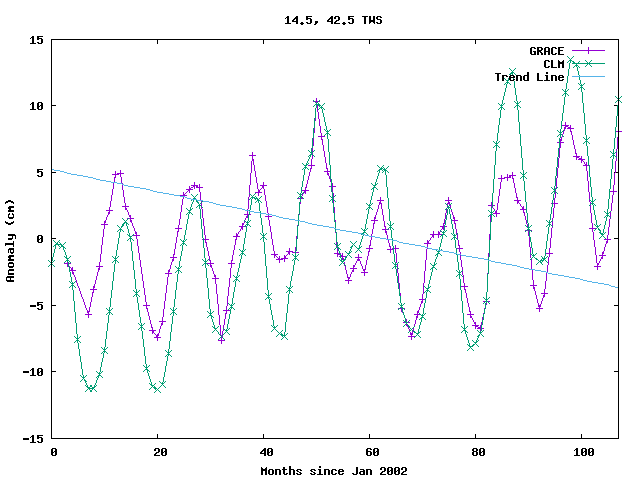 14.5, 42.5 TWS
GRACE
CLM
Trend Line
15
10
5
0
-5
-10
-15
Anomaly (cm)
0 20 40 60 80 100
Months since Jan 2002